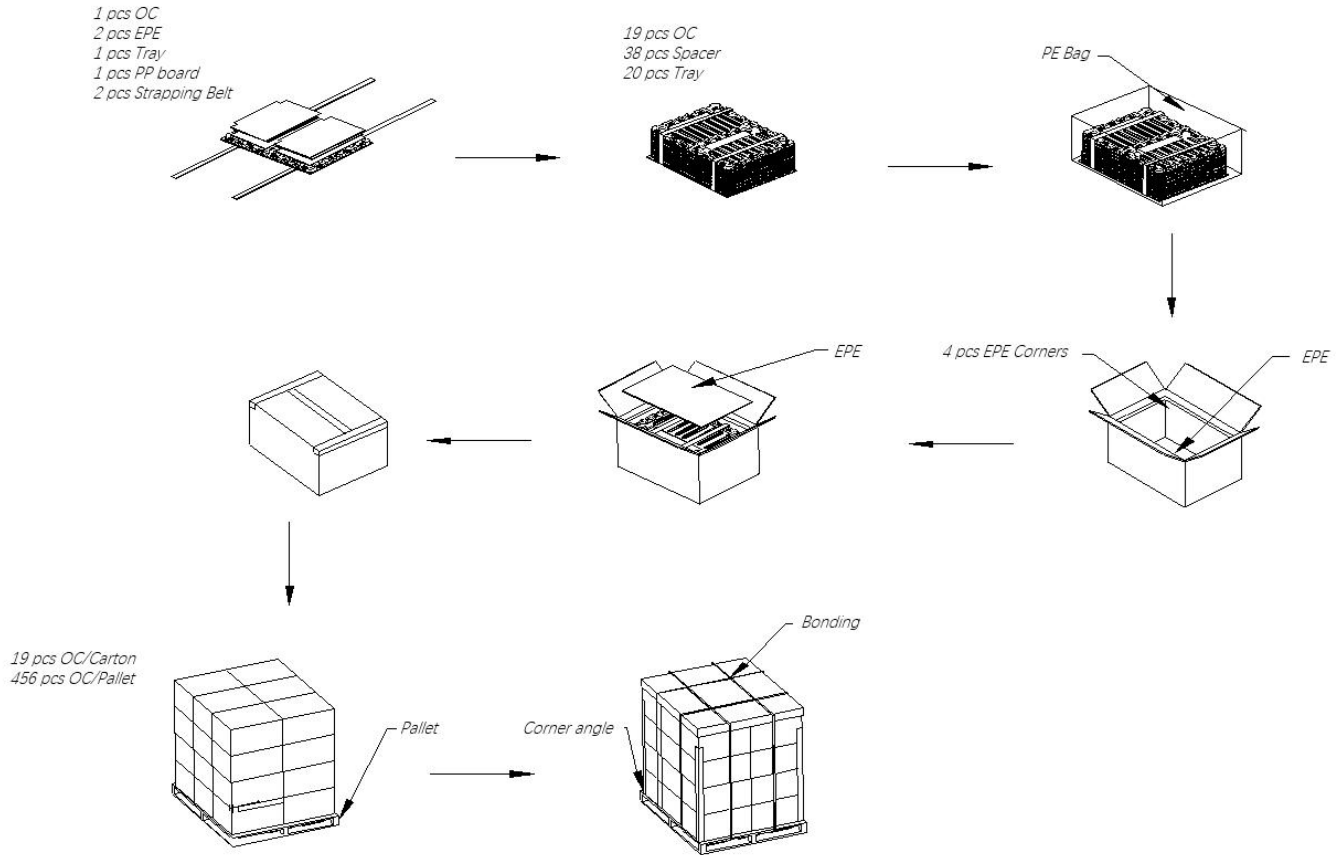 1 pcs OC
2 pcs EPE
1 pcs Tray
1 pcs PP board
2 pcs Strapping Belt
19 pcs OC
38 pcs Spacer
20 pcs Tray
PE Bag
EPE
4 pcs EPE Corners
EPE
19 pcs OC/Carton
456 pcs OC/Pallet
Pallet
Corner angle
Bonding